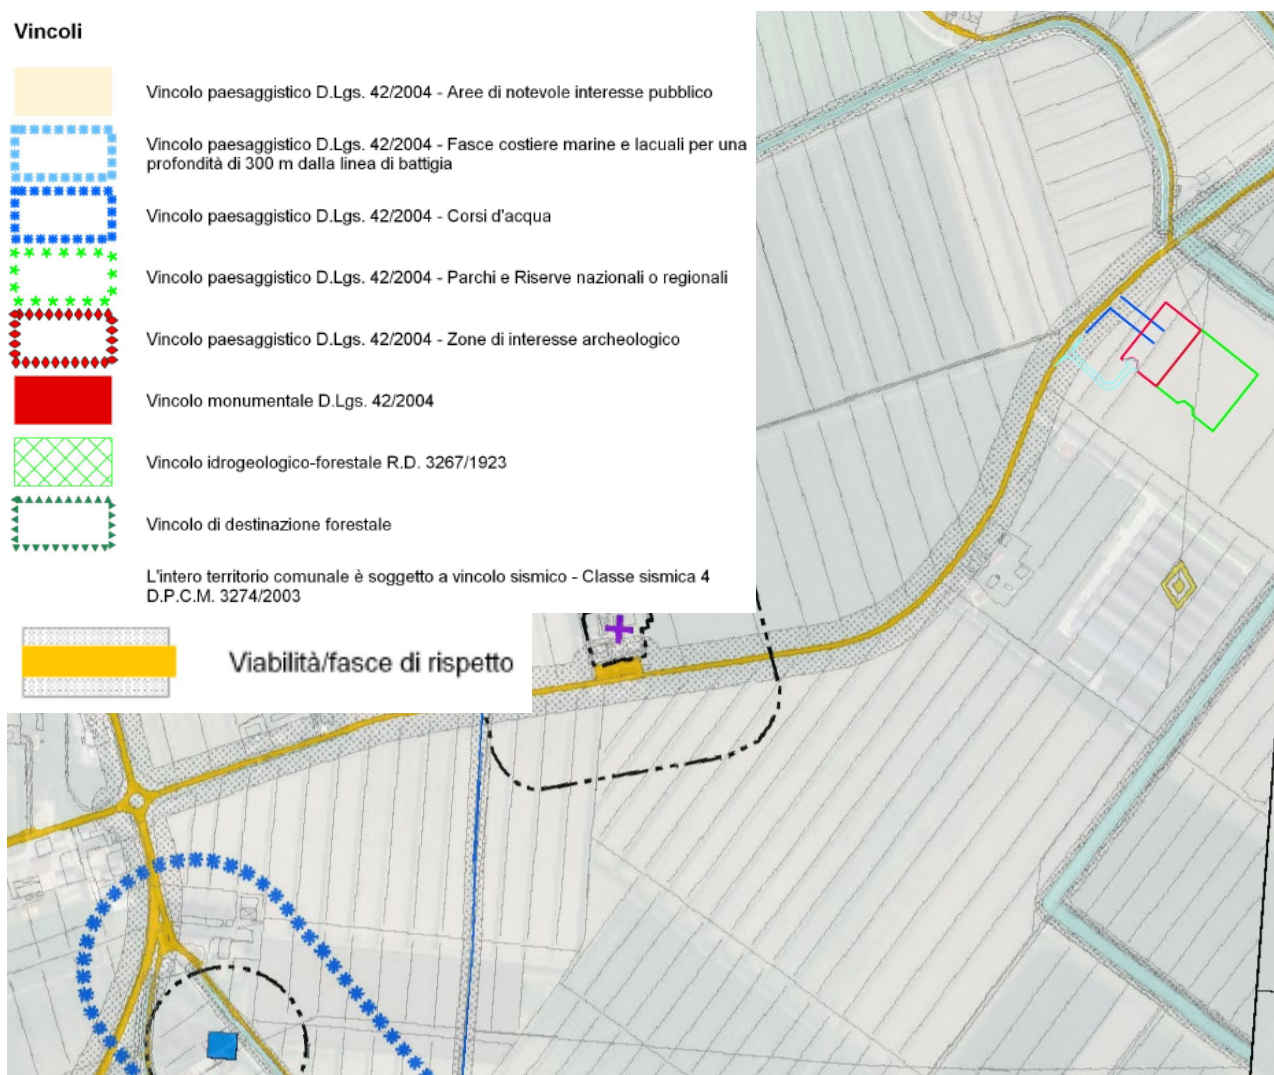 Vincoli
Vincolo paesaggistico D.Lgs. 42/2004 - Aree di notevole interesse pubblico
Vincolo paesaggistico D.Lgs. 42/2004 - Fasce costiere marine e lacuali per una
profondità di 300 m dalla linea di battigia
Vincolo paesaggistico D.Lgs. 42/2004 - Corsi d'acqua
Vincolo paesaggistico D.Lgs. 42/2004 - Parchi e Riserve nazionali o regionali
Vincolo paesaggistico D.Lgs. 42/2004 - Zone di interesse archeologico
Vincolo monumentale D.Lgs. 42/2004
Vincolo idrogeologico-forestale R.D. 3267/1923
Vincolo di destinazione forestale
L'intero territorio comunale è soggetto a vincolo sismico - Classe sismica 4
D.P.C.M. 3274/2003
Viabilità/fasce di rispetto